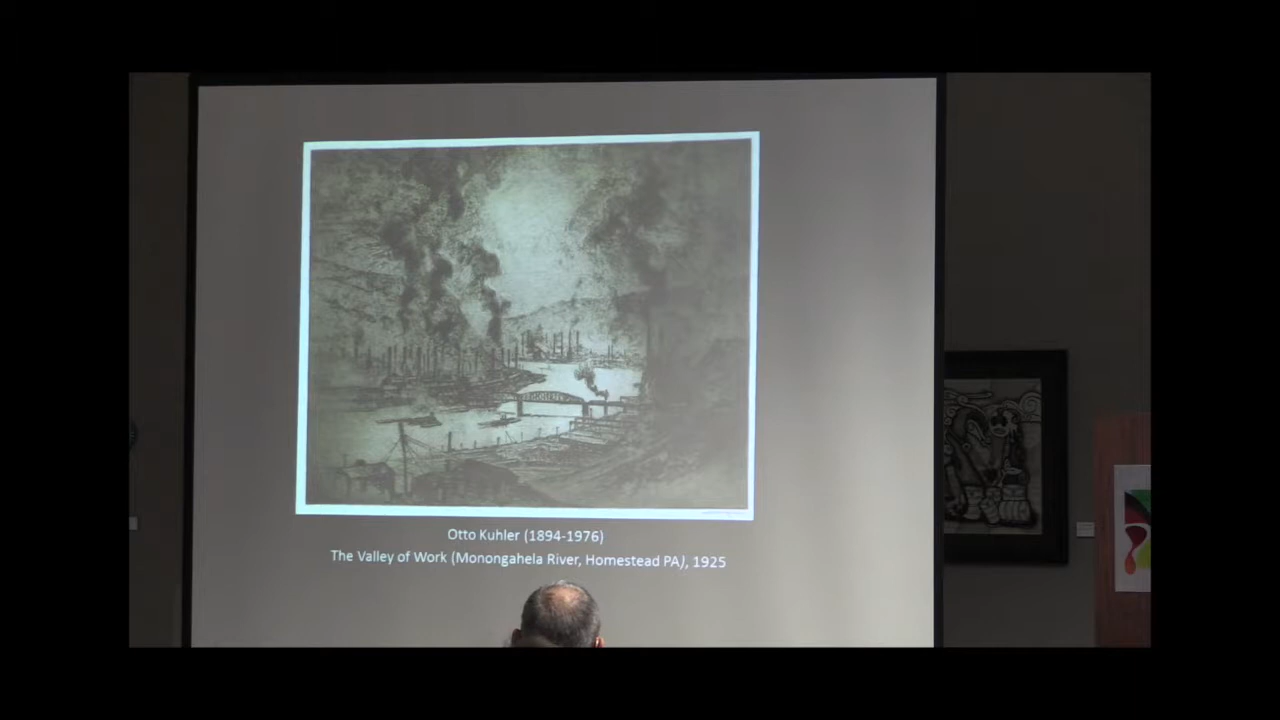 Otto Kuhler (1894-1976)
The Valley of Work (Monongahela River, Homestead PA), 1925